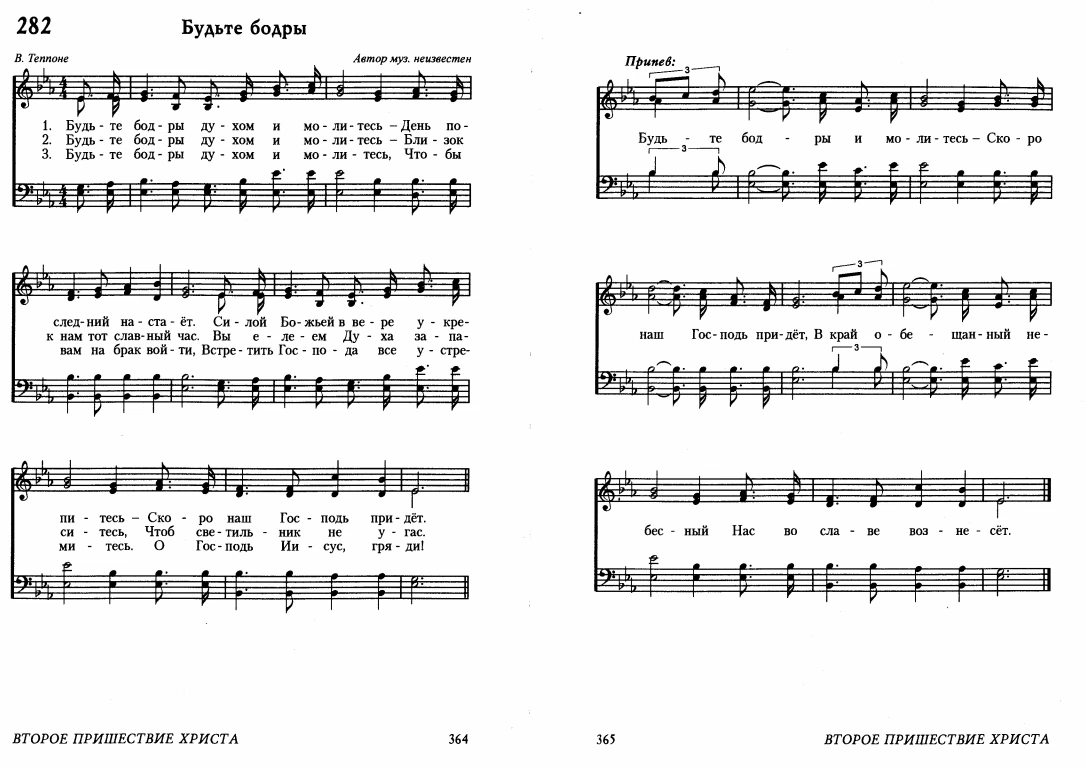 282
Будьте бодры
В. Теппоне
Автор муз. неизвестен
1. Будь - те бод - ры ду - хом и мо - ли - тесь – День по -
2. Будь - те бод - ры ду - хом и мо - ли - тесь – Бли - зок
3. Будь - те бод - ры ду - хом и мо - ли - тесь, Что - бы
след - ний на - ста - ёт. Си - лой Бо - жьей в ве - ре у - кре -
к нам тот слав - ный час. Вы е - ле - ем Ду - ха за - па -
вам на брак вой - ти, Встре - тить Гос - по - да все у - стре -
пи - тесь – Ско - ро наш Гос - подь при - дёт.
си - тесь, Чтоб све - тиль - ник не у - гас.
ми - тесь. О Гос - подь Ии - сус, гря - ди!
ВТОРОЕ ПРИШЕСТВИЕ ХРИСТА
364
Припев:
3
Будь - те бод - ры и мо - ли - тесь – Ско - ро
3
3
наш Гос - подь при - дёт, В край о - бе - щан - ный не -
3
бес - ный Нас во сла - ве воз - не - сёт.
365
ВТОРОЕ ПРИШЕСТВИЕ ХРИСТА